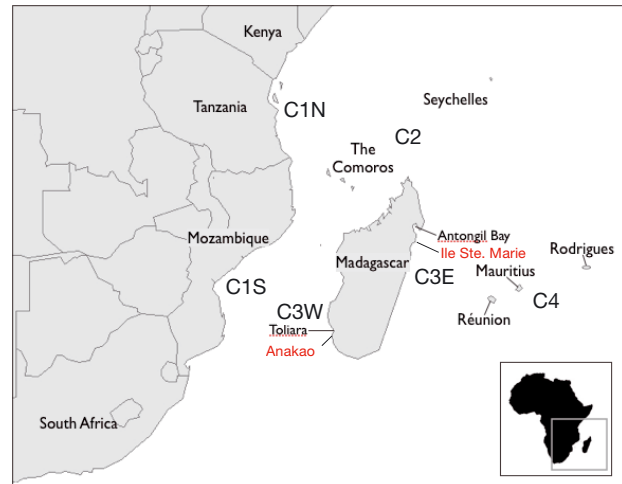 Kenya
Tanzania
C1N
Seychelles
C2
The
Comoros
Antongil Bay
Ile Ste. Marie
Mozambique
Madagascar
Rodrigues
C3E
Mauritius
C1S
C4
C3W
Réunion
Toliara
Anakao
South Africa